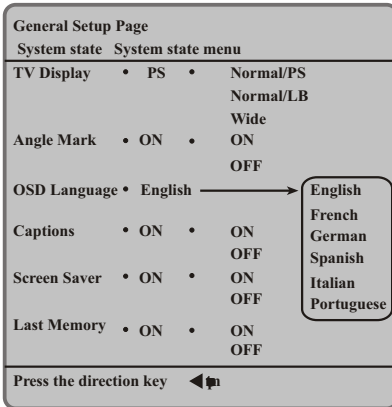 General Setup Page
System state System state menu
TV Display • PS • Normal/PS
Normal/LB
Wide
Angle Mark • ON • ON
OFF
OSD Language • English English
French
German
Spanish
Italian
Portuguese
Captions • ON • ON
OFF
Screen Saver • ON • ON
OFF
Last Memory • ON • ON
OFF
Press the direction key